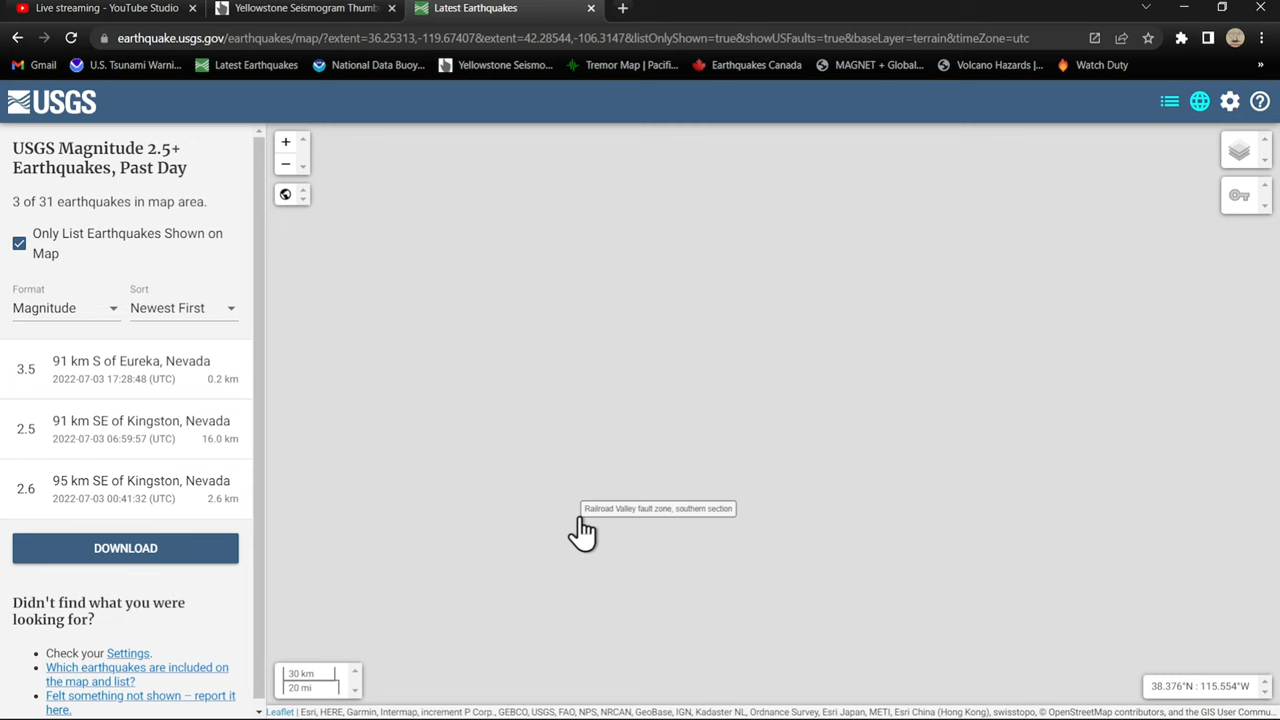 Live streaming - YouTube Studio
Yellowstone Seismogram Thumb
Latest Earthquakes
earthquake.usgs.gov/earthquakes/map/?extent=36.25313,-119.67407&extent=42.28544,-106.3147&listOnlyShown=true&showUSFaults=true&baseLayer=terrain&timeZone=utc
Gmail
U.S. Tsunami Warni...
Latest Earthquakes
National Data Buoy...
Yellowstone Seismo...
Tremor Map | Pacifi...
Earthquakes Canada
MAGNET + Global...
Volcano Hazards |...
Watch Duty
»
USGS
USGS Magnitude 2.5+
Earthquakes, Past Day
3 of 31 earthquakes in map area.
Only List Earthquakes Shown on
Map
Format
Sort
Magnitude
Newest First
3.5
91 km S of Eureka, Nevada
2022-07-03 17:28:48 (UTC)
0.2 km
2.5
91 km SE of Kingston, Nevada
2022-07-03 06:59:57 (UTC)
16.0 km
2.6
95 km SE of Kingston, Nevada
2022-07-03 00:41:32 (UTC)
2.6 km
DOWNLOAD
Didn't find what you were
looking for?
• Check your Settings.
• Which earthquakes are included on
the map and list?
• Felt something not shown – report it
here.
+
−
Railroad Valley fault zone, southern section
30 km
20 mi
38.376°N : 115.554°W
Leaflet | Esri, HERE, Garmin, Intermap, increment P Corp., GEBCO, USGS, FAO, NPS, NRCAN, GeoBase, IGN, Kadaster NL, Ordnance Survey, Esri Japan, METI, Esri China (Hong Kong), swisstopo, © OpenStreetMap contributors, and the GIS User Commu...